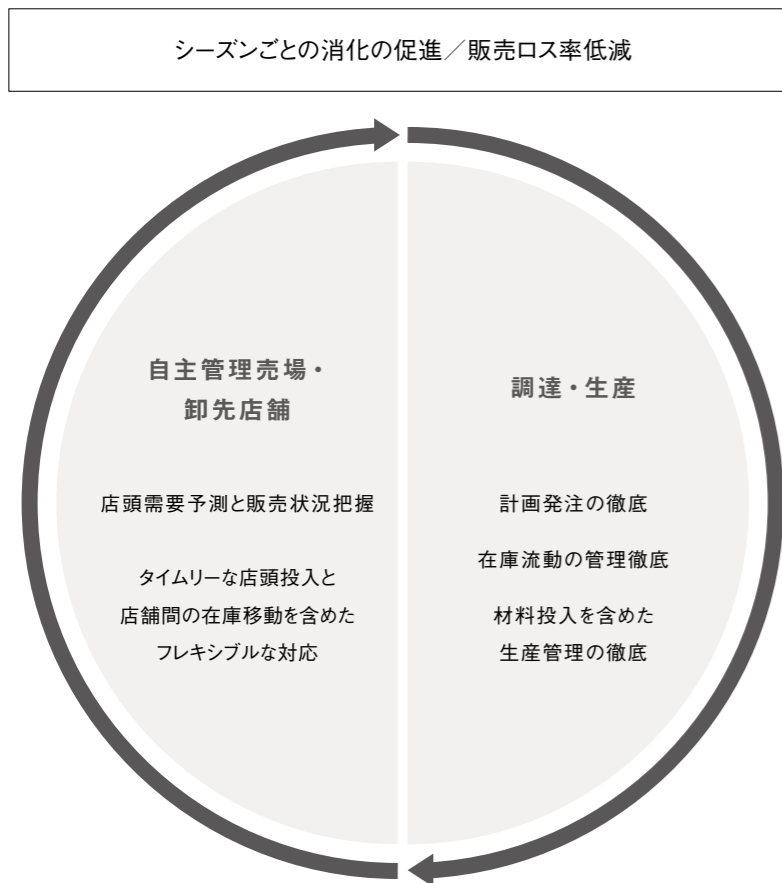 シーズンごとの消化の促進／販売ロス率低減
自主管理売場・
卸先店舗
店頭需要予測と販売状況把握
タイムリーな店頭投入と
店舗間の在庫移動を含めた
フレキシブルな対応
調達・生産
計画発注の徹底
在庫流動の管理徹底
材料投入を含めた
生産管理の徹底